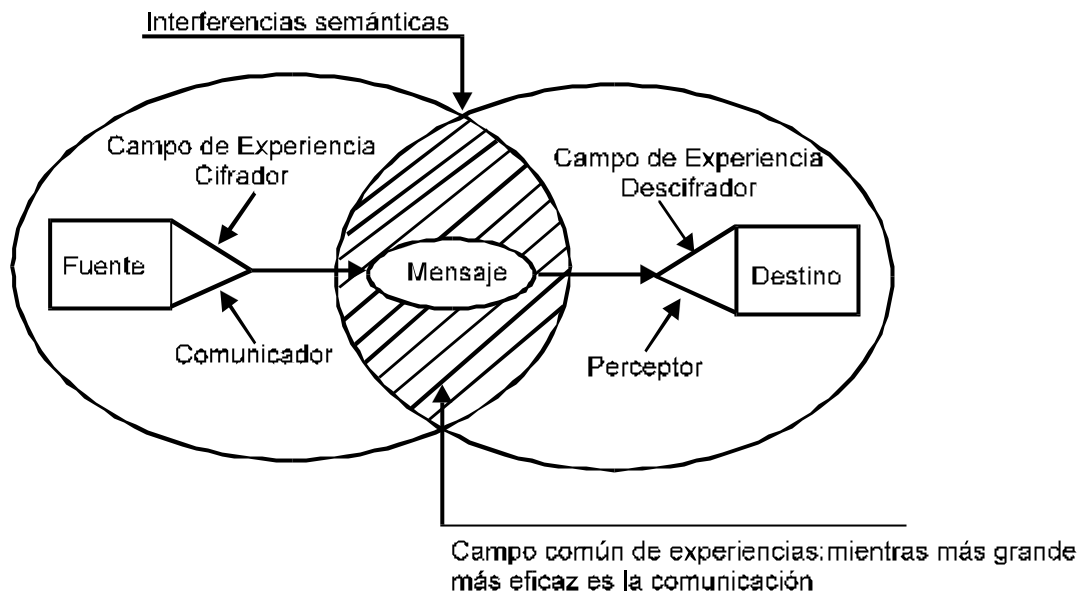 Interferencias semánticas
Campo de Experiencia
Cifrador
Campo de Experiencia
Descifrador
Fuente
Mensaje
Destino
Comunicador
Perceptor
Campo común de experiencias:mientras más grande
más eficaz es la comunicación